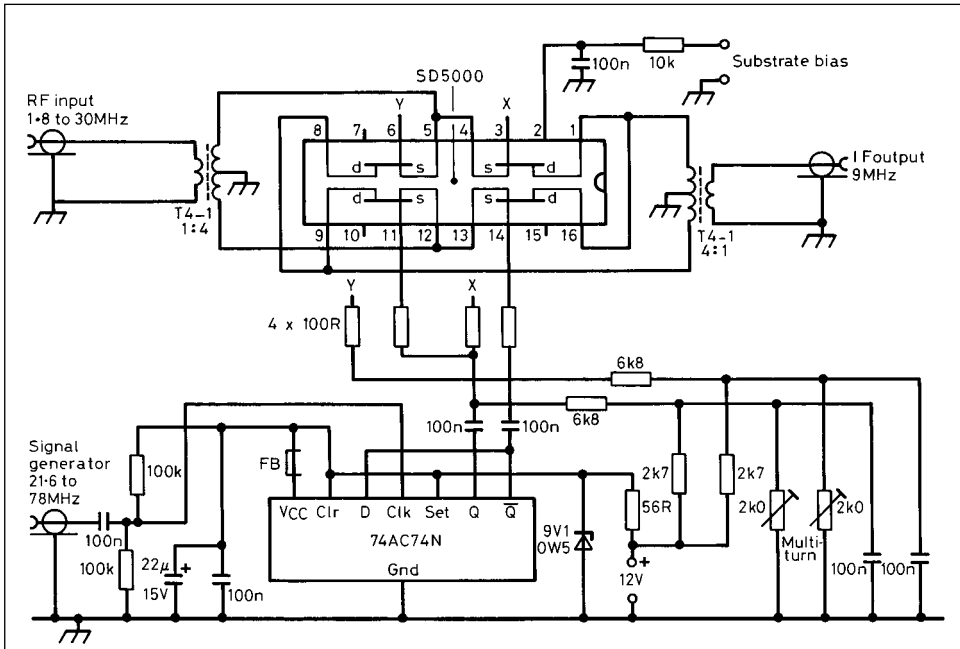 100n
10k
Substrate bias
SD5000
RF input
1·8 to 30MHz
Y
X
8
7
6
5
4
3
2
1
d
s
s
d
I Foutput
9MHz
d
s
s
d
T4-1
1:4
9
10
11
12
13
14
15
16
T4-1
4:1
Y
X
4 x 100R
6k8
6k8
100n
100n
Signal
generator
21·6 to
78MHz
100k
FB
2k7
2k7
56R
2k0
2k0
Multi-
turn
VCC Clr D Clk Set Q Q̅
74AC74N
Gnd
9V1
0W5
100n
100k
22μ
+
15V
100n
+
12V
100n
100n